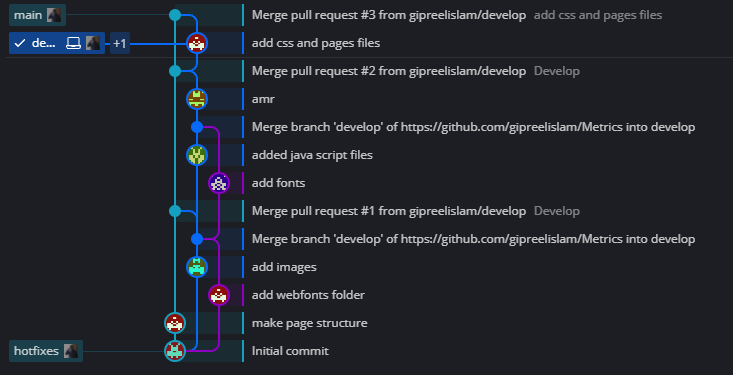 main Merge pull request #3 from gipreelislam/develop add css and pages files
de... +1 add css and pages files
Merge pull request #2 from gipreelislam/develop Develop
amr
Merge branch 'develop' of https://github.com/gipreelislam/Metrics into develop
added java script files
add fonts
Merge pull request #1 from gipreelislam/develop Develop
Merge branch 'develop' of https://github.com/gipreelislam/Metrics into develop
add images
add webfonts folder
make page structure
hotfixes Initial commit